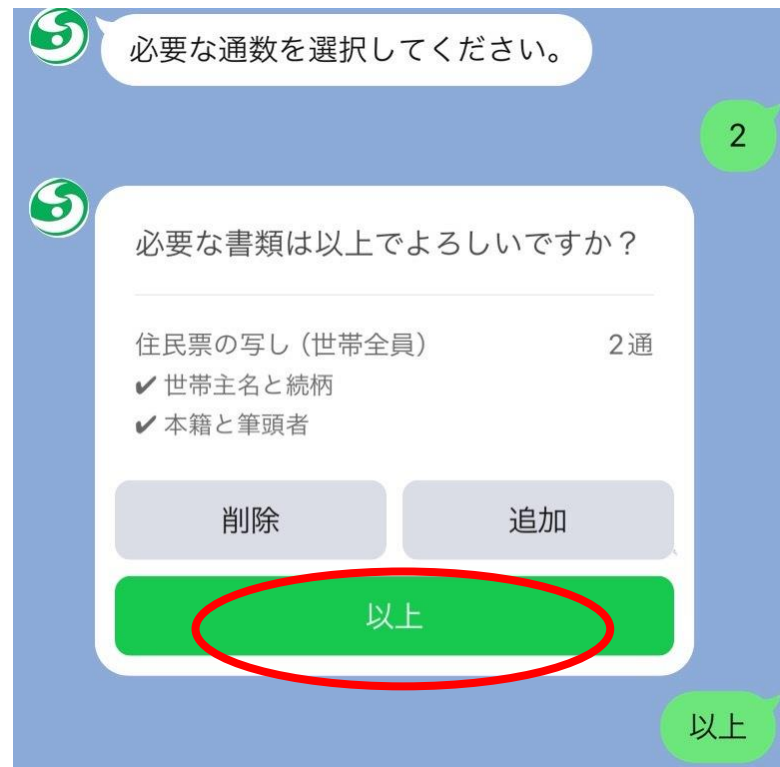 必要な通数を選択してください。
2
必要な書類は以上でよろしいですか？
住民票の写し（世帯全員） 2通
✔世帯主名と続柄
✔本籍と筆頭者
削除 追加
以上
以上